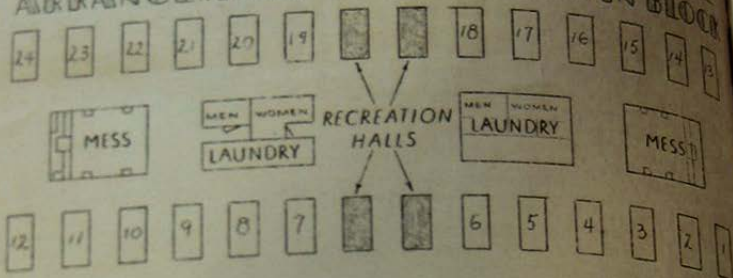 BLOCK
24 23 22 21 20 19 18 17 16 15 14 13
MEN WOMEN MEN WOMEN
MESS RECREATION HALLS LAUNDRY MESS
LAUNDRY
12 11 10 9 8 7 6 5 4 3 2 1